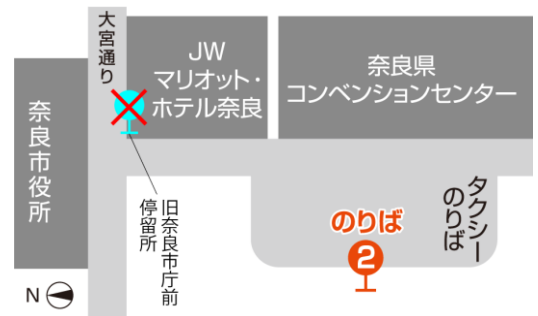 大宮通り
JW
マリオット・
ホテル奈良
奈良県
コンベンションセンター
奈良市役所
旧奈良市庁前
停留所
のりば
2
タクシー
のりば
N